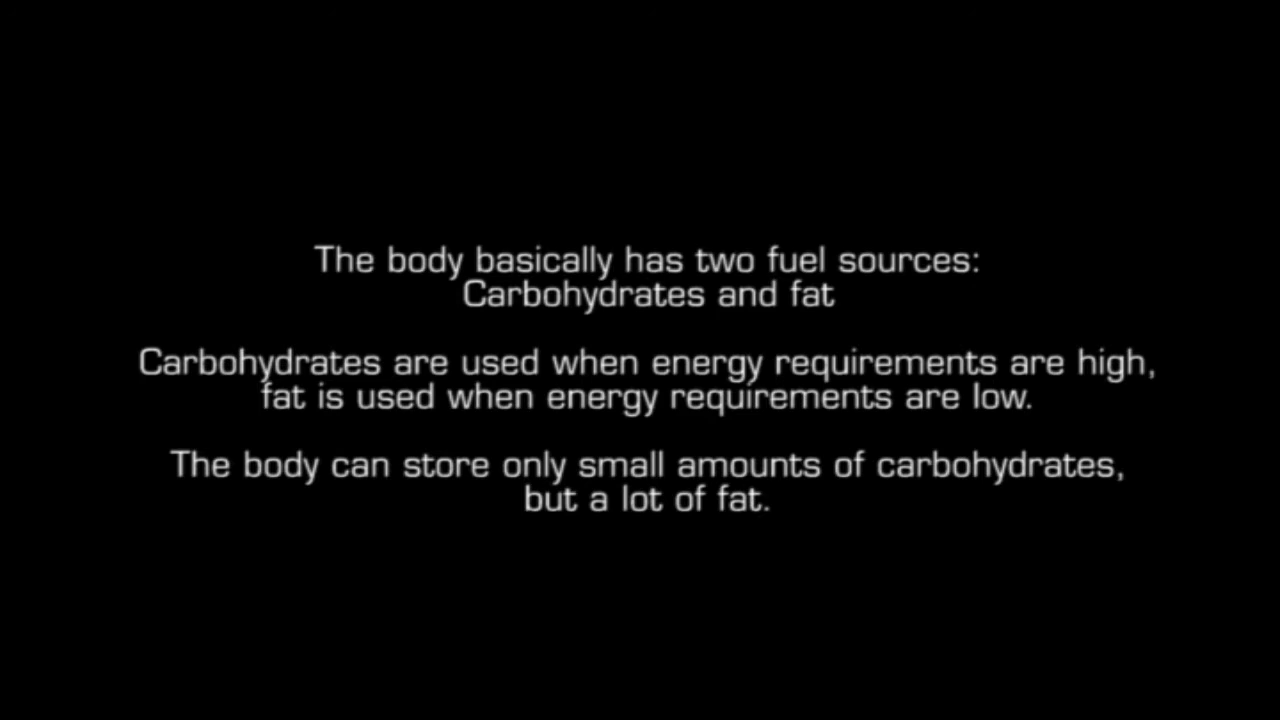 The body basically has two fuel sources:
Carbohydrates and fat
Carbohydrates are used when energy requirements are high,
fat is used when energy requirements are low.
The body can store only small amounts of carbohydrates,
but a lot of fat.